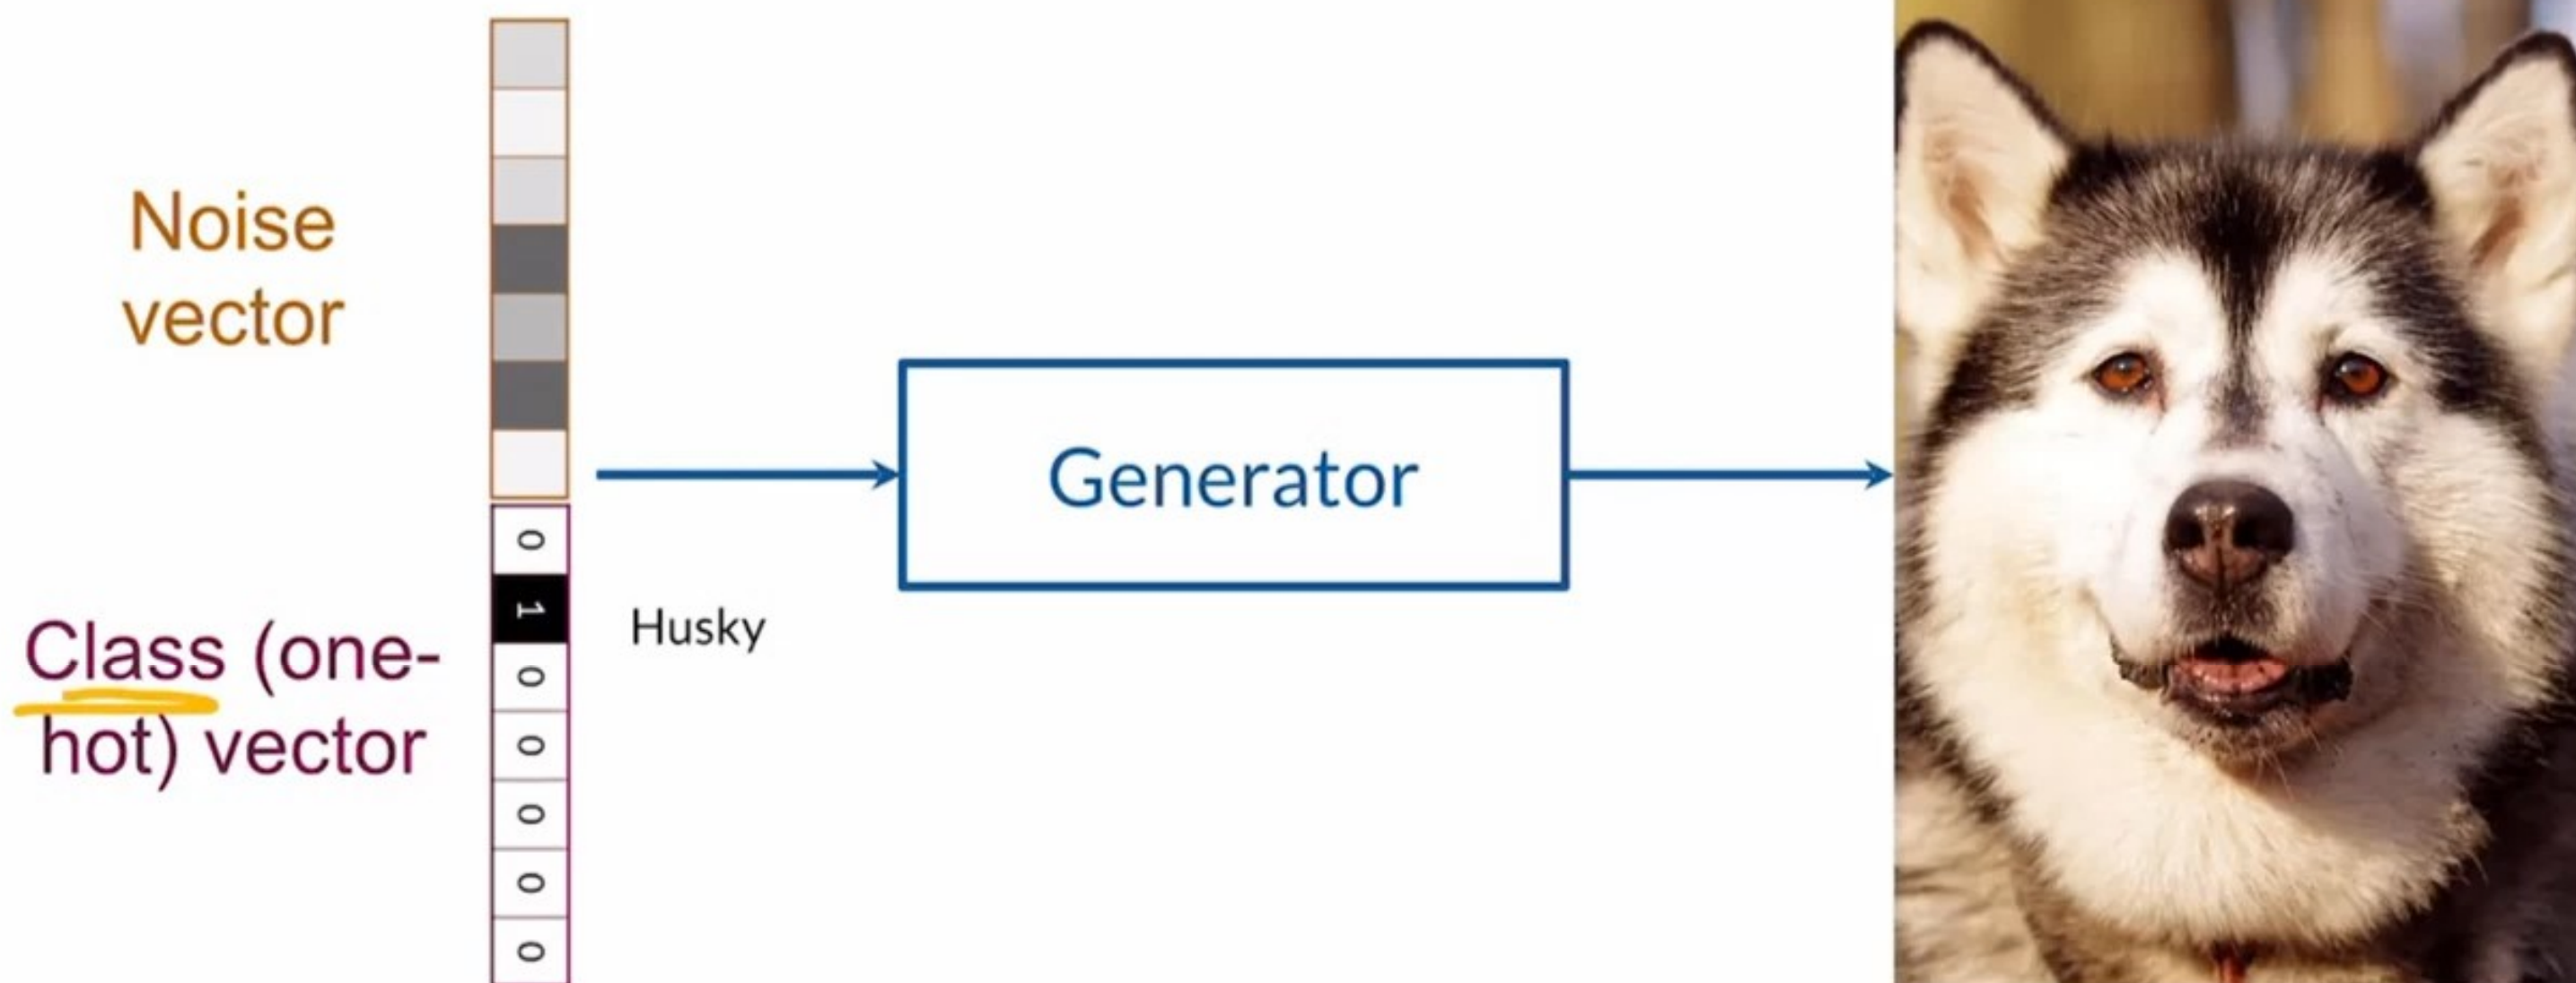 Noise
vector
Class (one-
hot) vector
0
1
0
0
0
0
0
Husky
Generator